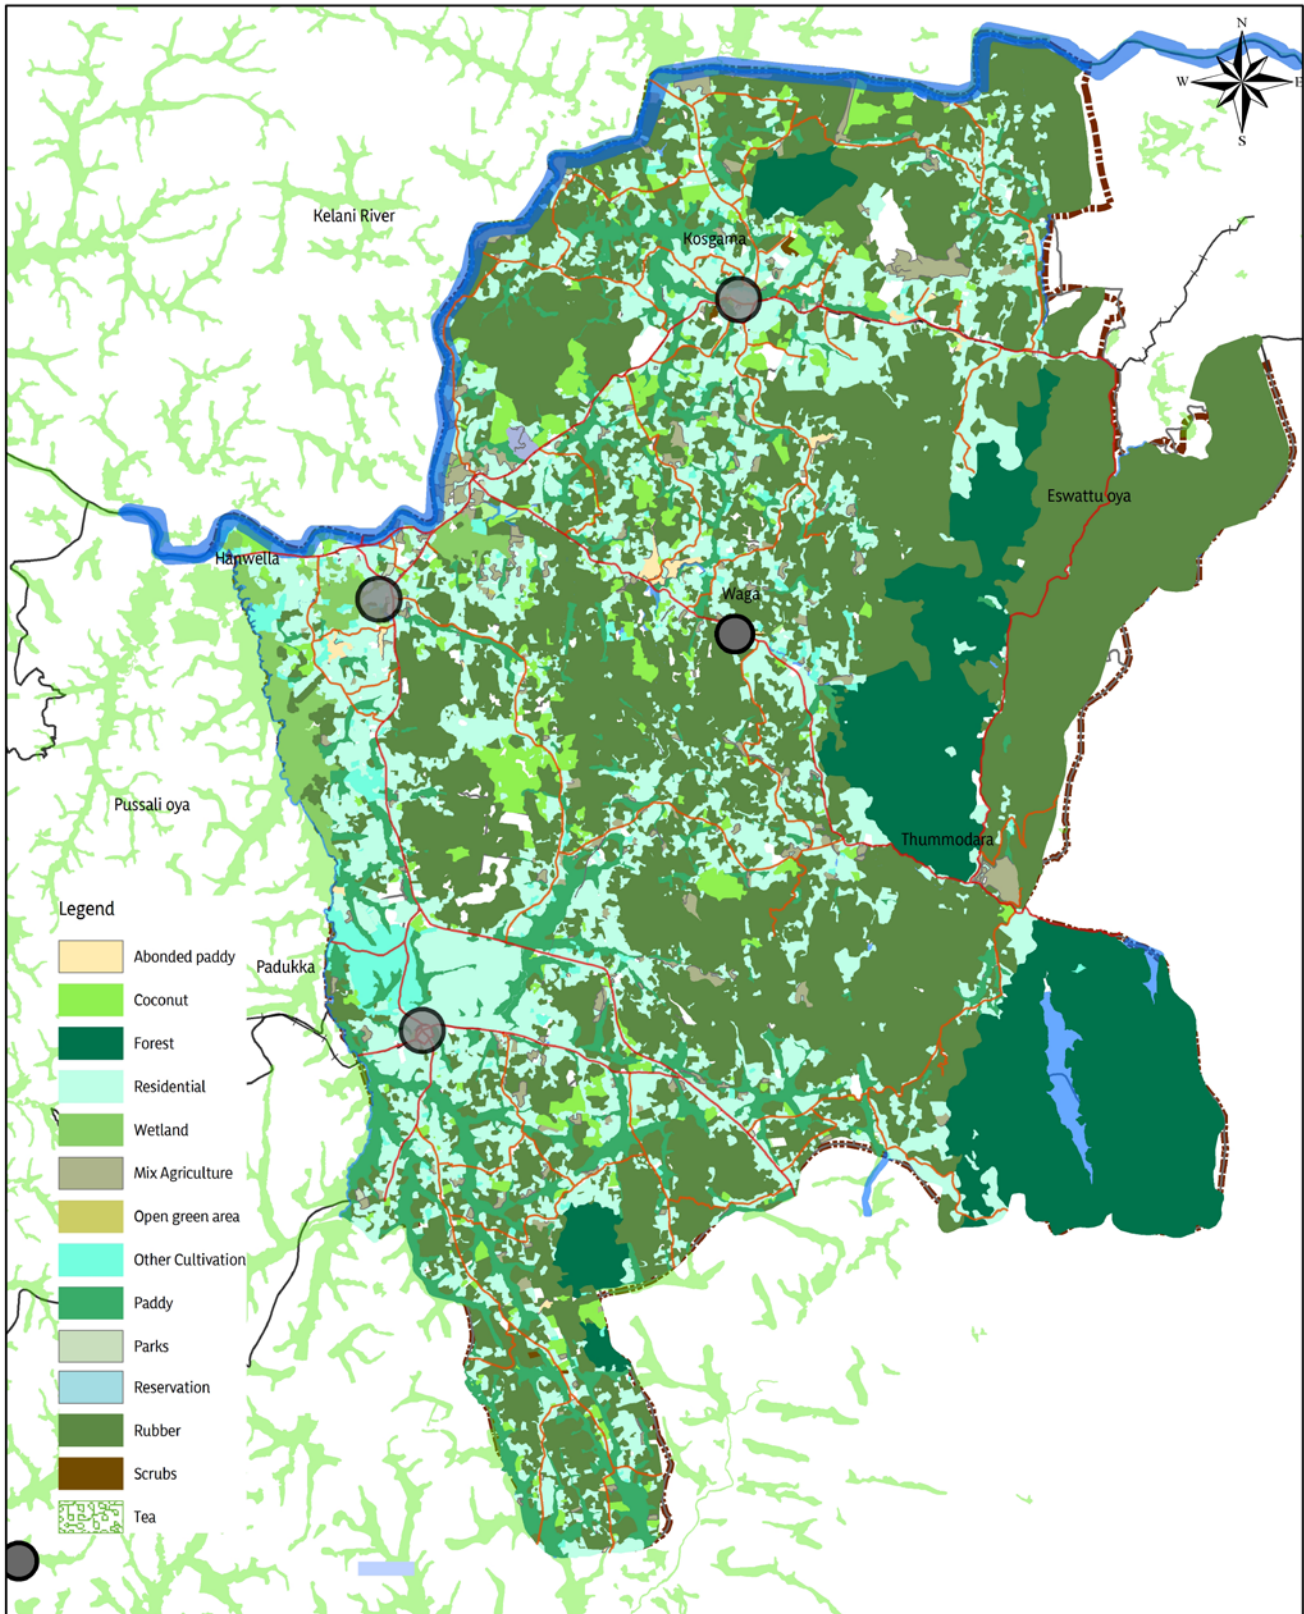 N
W
E
S
Kelani River
Kosgama
Eswattu oya
Hanwella
Waga
Pussali oya
Thummodara
Legend
Abonded paddy
Padukka
Coconut
Forest
Residential
Wetland
Mix Agriculture
Open green area
Other Cultivation
Paddy
Parks
Reservation
Rubber
Scrubs
Tea